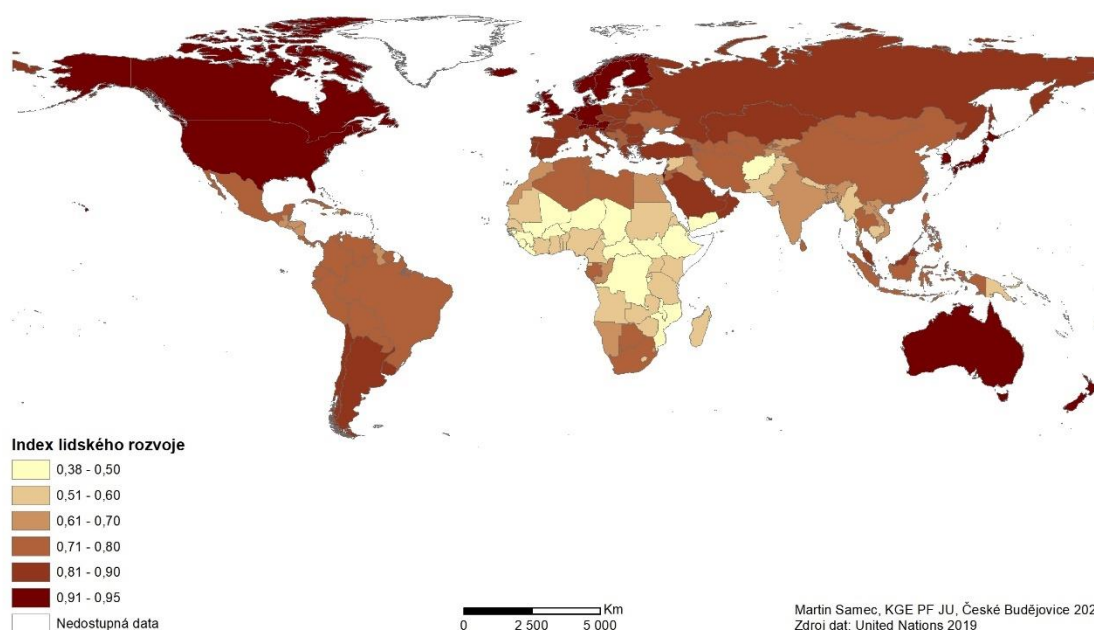 Index lidského rozvoje
0,38 - 0,50
0,51 - 0,60
0,61 - 0,70
0,71 - 0,80
0,81 - 0,90
0,91 - 0,95
Nedostupná data
Km
0 2 500 5 000
Martin Samec, KGE PF JU, České Budějovice 202
Zdroj dat: United Nations 2019